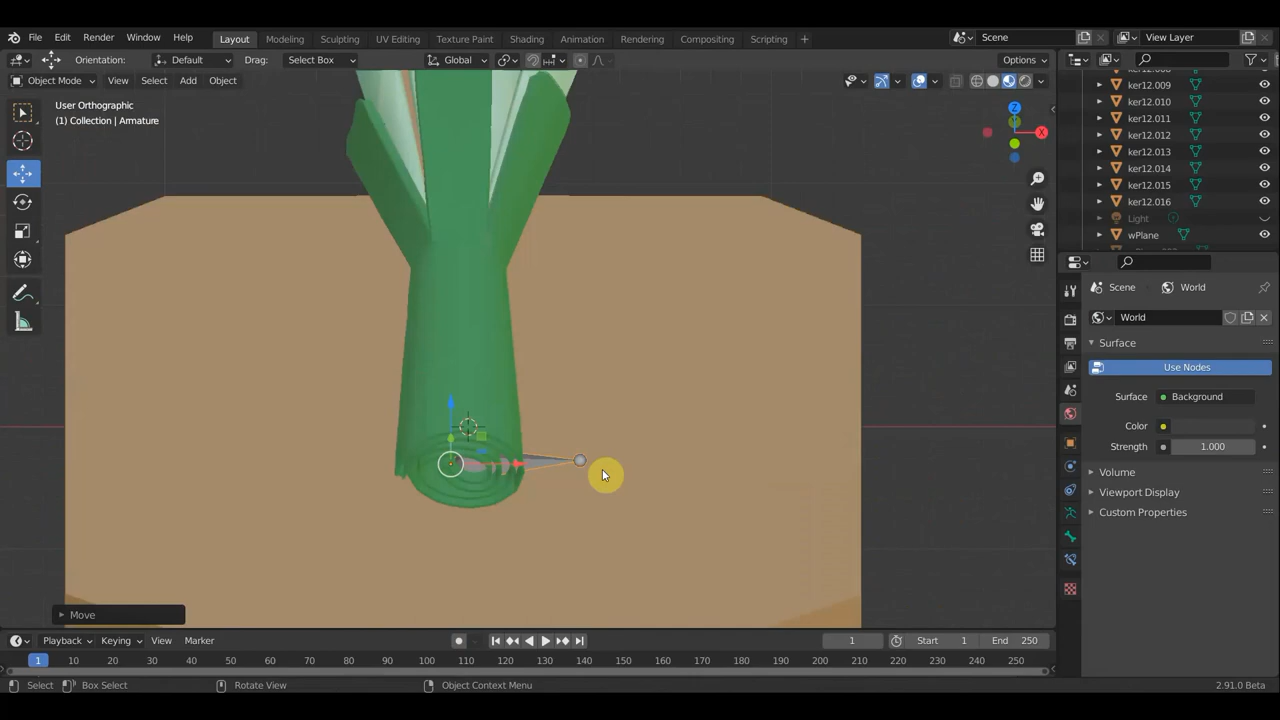 File Edit Render Window Help Layout Modeling Sculpting UV Editing Texture Paint Shading Animation Rendering Compositing Scripting + Scene View Layer
Orientation: Default Drag: Select Box Global Options
Object Mode View Select Add Object
User Orthographic
(1) Collection | Armature
Z
X
ker12.009
ker12.010
ker12.011
ker12.012
ker12.013
ker12.014
ker12.015
ker12.016
Light
wPlane
Scene World
World
Surface
Use Nodes
Surface Background
Color
Strength 1.000
Volume
Viewport Display
Custom Properties
Move
Playback Keying View Marker 1 Start 1 End 250
1 10 20 30 40 50 60 70 80 90 100 110 120 130 140 150 160 170 180 190 200 210 220 230 240 250
Select Box Select Rotate View Object Context Menu 2.91.0 Beta